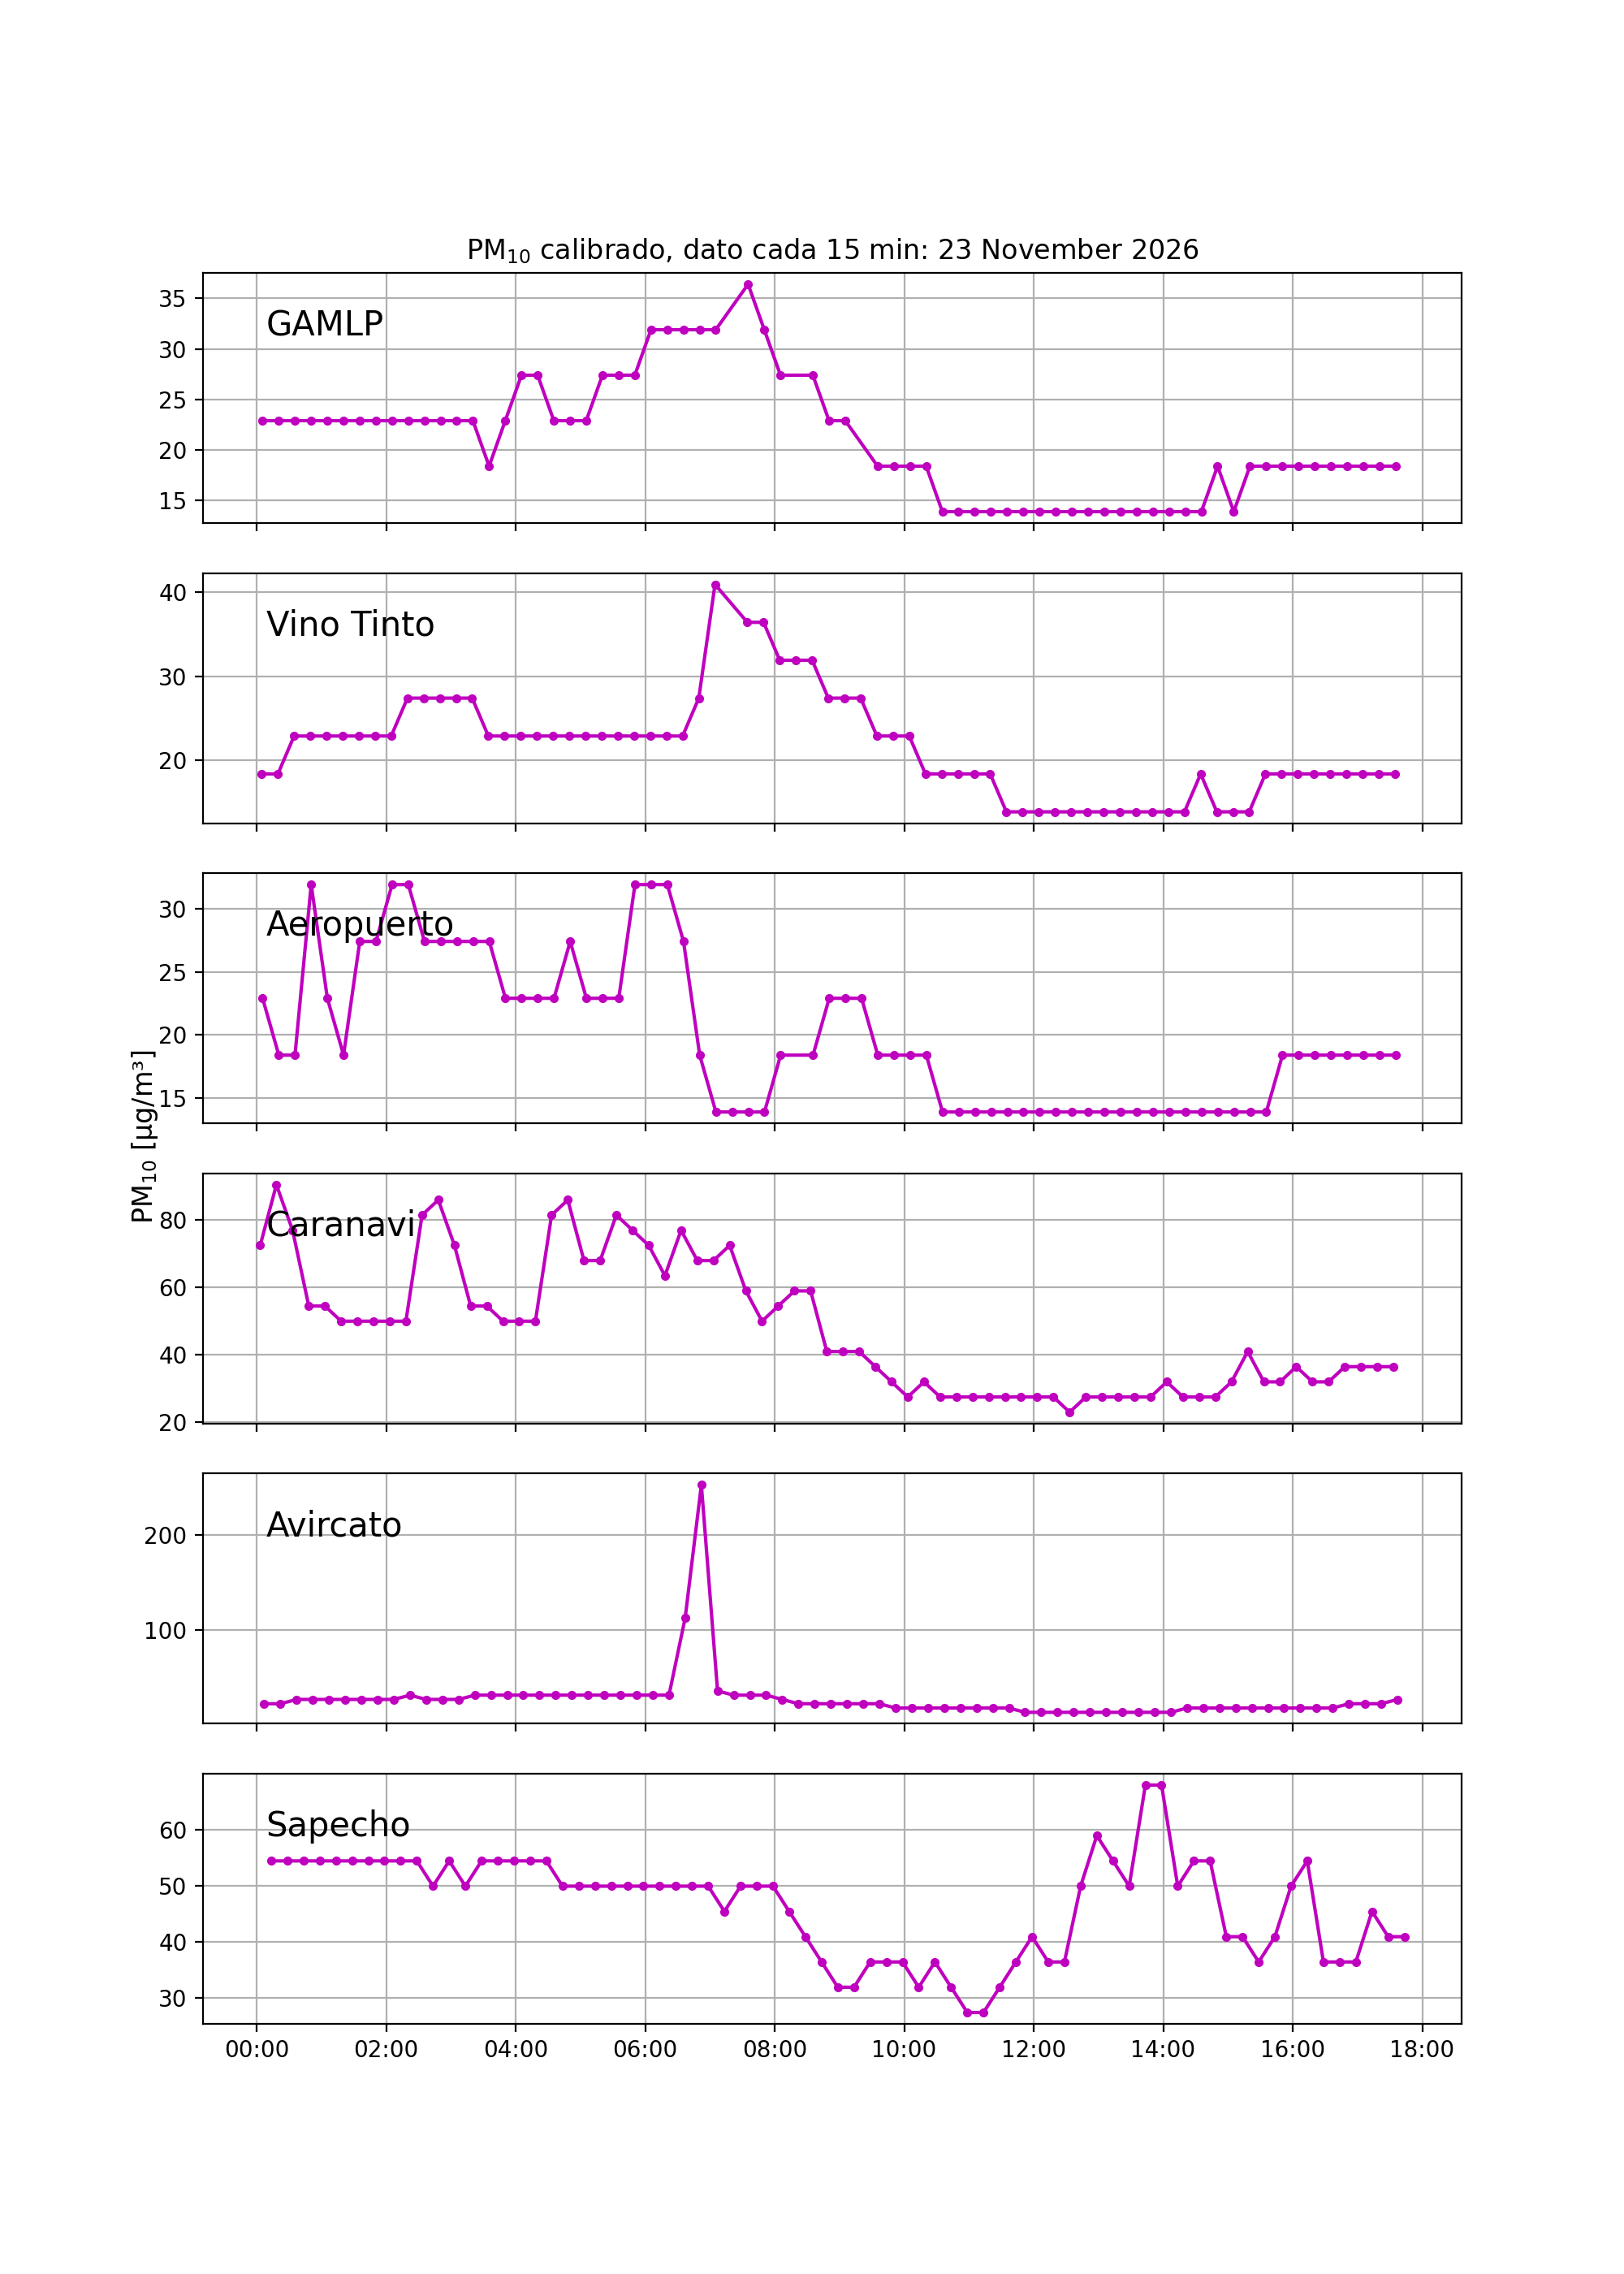 PM₁₀ calibrado, dato cada 15 min: 23 November 2026
GAMLP
35
30
25
20
15
Vino Tinto
40
30
20
Aeropuerto
30
25
20
15
PM₁₀ [µg/m³]
Caranavi
80
60
40
20
Avircato
200
100
Sapecho
60
50
40
30
00:00 02:00 04:00 06:00 08:00 10:00 12:00 14:00 16:00 18:00